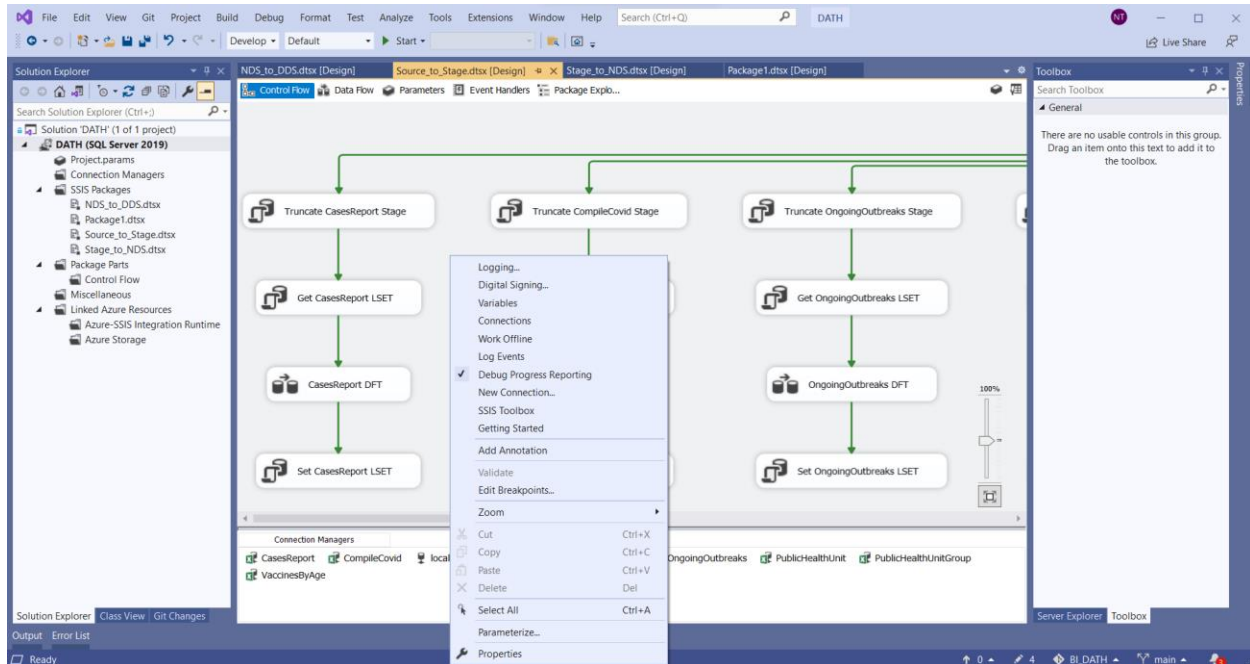 File Edit View Git Project Build Debug Format Test Analyze Tools Extensions Window Help Search (Ctrl+Q) DATH NT
Develop Default Start Live Share
Solution Explorer
Search Solution Explorer (Ctrl+;)
Solution 'DATH' (1 of 1 project)
DATH (SQL Server 2019)
Project.params
Connection Managers
SSIS Packages
NDS_to_DDS.dtsx
Package1.dtsx
Source_to_Stage.dtsx
Stage_to_NDS.dtsx
Package Parts
Control Flow
Miscellaneous
Linked Azure Resources
Azure-SSIS Integration Runtime
Azure Storage
Solution Explorer Class View Git Changes
NDS_to_DDS.dtsx [Design] Source_to_Stage.dtsx [Design] Stage_to_NDS.dtsx [Design] Package1.dtsx [Design]
Control Flow Data Flow Parameters Event Handlers Package Explo...
Truncate CasesReport Stage Truncate CompileCovid Stage Truncate OngoingOutbreaks Stage
Get CasesReport LSET Get OngoingOutbreaks LSET
CasesReport DFT OngoingOutbreaks DFT
Set CasesReport LSET Set OngoingOutbreaks LSET
100%
Logging...
Digital Signing...
Variables
Connections
Work Offline
Log Events
Debug Progress Reporting
New Connection...
SSIS Toolbox
Getting Started
Add Annotation
Validate
Edit Breakpoints...
Zoom
Cut Ctrl+X
Copy Ctrl+C
Paste Ctrl+V
Delete Del
Select All Ctrl+A
Parameterize...
Properties
Connection Managers
CasesReport CompileCovid local OngoingOutbreaks PublicHealthUnit PublicHealthUnitGroup
VaccinesByAge
Toolbox
Search Toolbox
General
There are no usable controls in this group.
Drag an item onto this text to add it to
the toolbox.
Server Explorer Toolbox
Properties
Output Error List
Ready 0 4 BI_DATH main